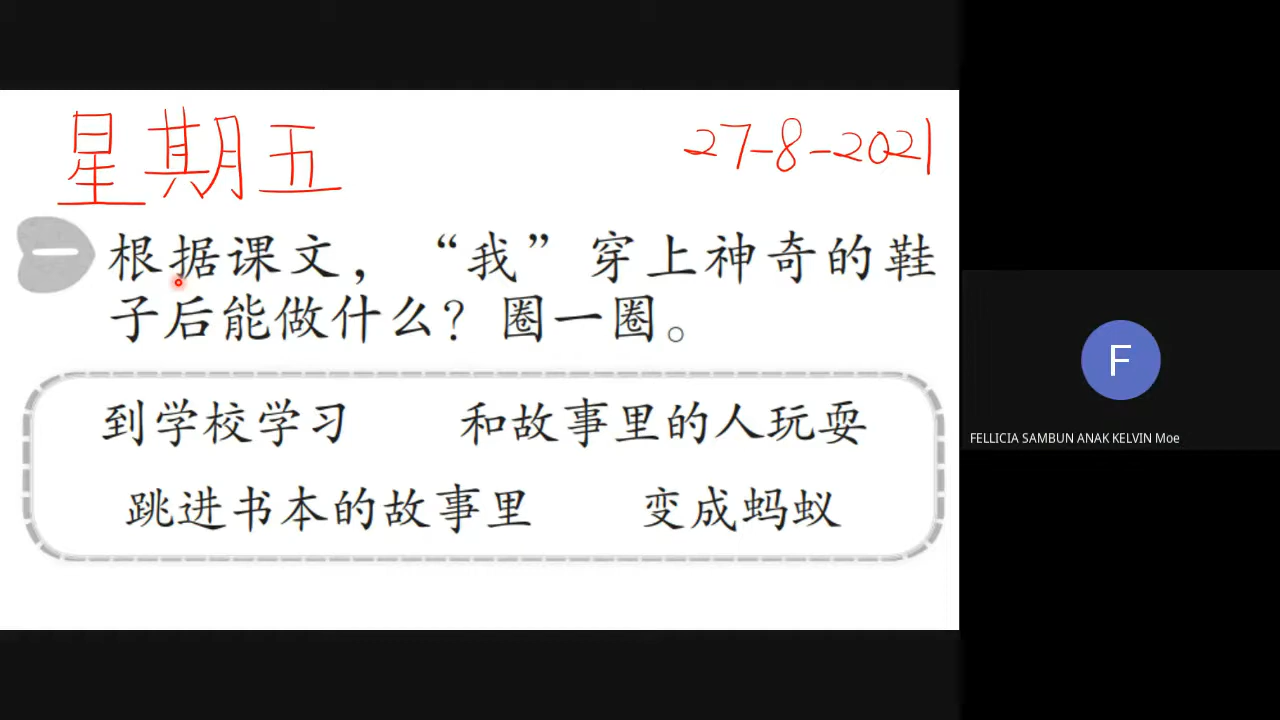 星期五
27-8-2021
一 根据课文，“我”穿上神奇的鞋
子后能做什么？圈一圈。
到学校学习 和故事里的人玩耍
跳进书本的故事里 变成蚂蚁
F
FELLICIA SAMBUN ANAK KELVIN Moe